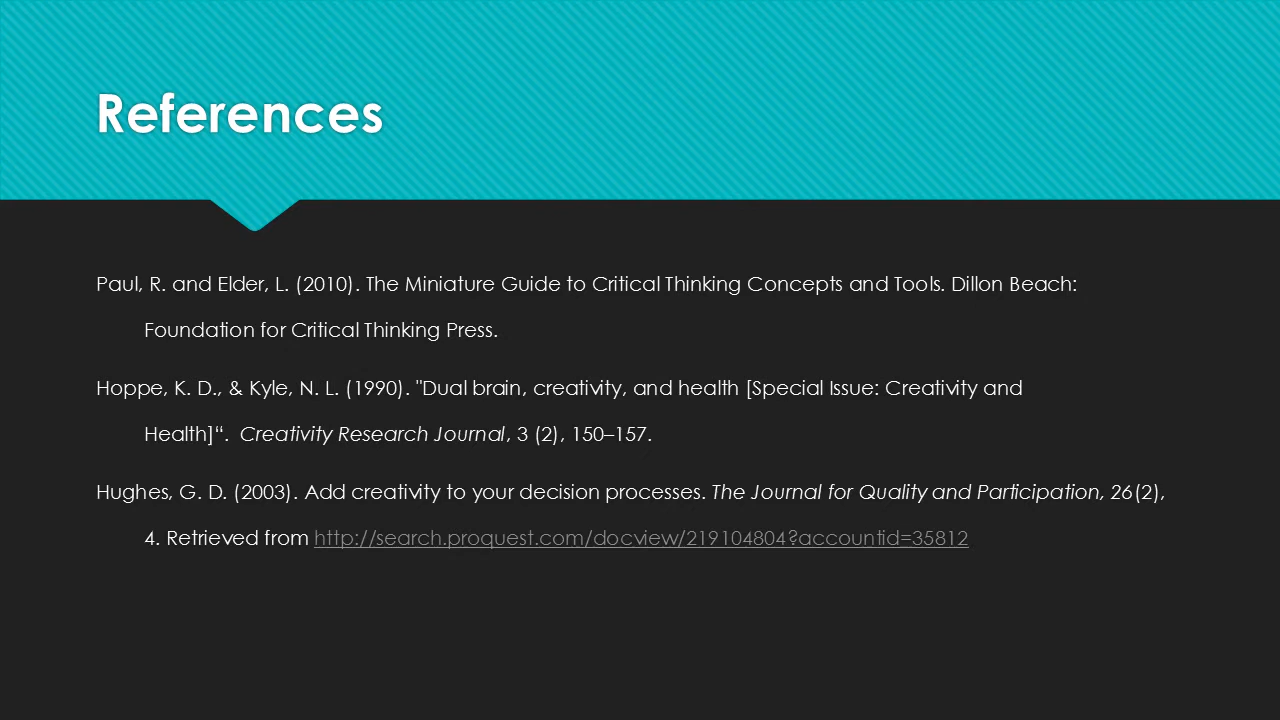 References
Paul, R. and Elder, L. (2010). The Miniature Guide to Critical Thinking Concepts and Tools. Dillon Beach:
Foundation for Critical Thinking Press.
Hoppe, K. D., & Kyle, N. L. (1990). "Dual brain, creativity, and health [Special Issue: Creativity and
Health]“. Creativity Research Journal, 3 (2), 150–157.
Hughes, G. D. (2003). Add creativity to your decision processes. The Journal for Quality and Participation, 26(2),
4. Retrieved from http://search.proquest.com/docview/219104804?accountid=35812